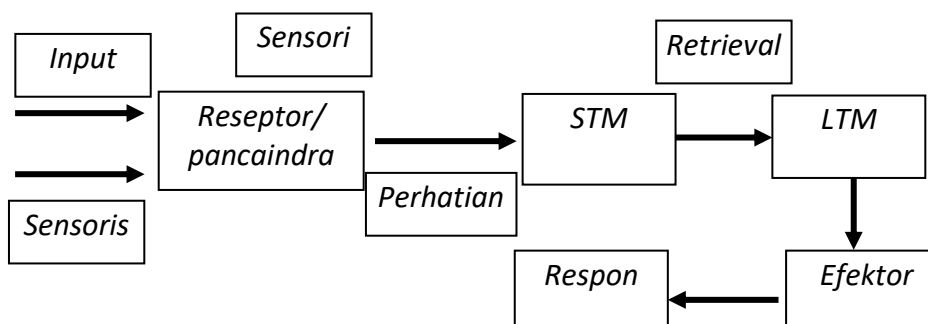 Input
Sensori
Retrieval
Reseptor/
pancaindra
STM
LTM
Sensoris
Perhatian
Respon
Efektor